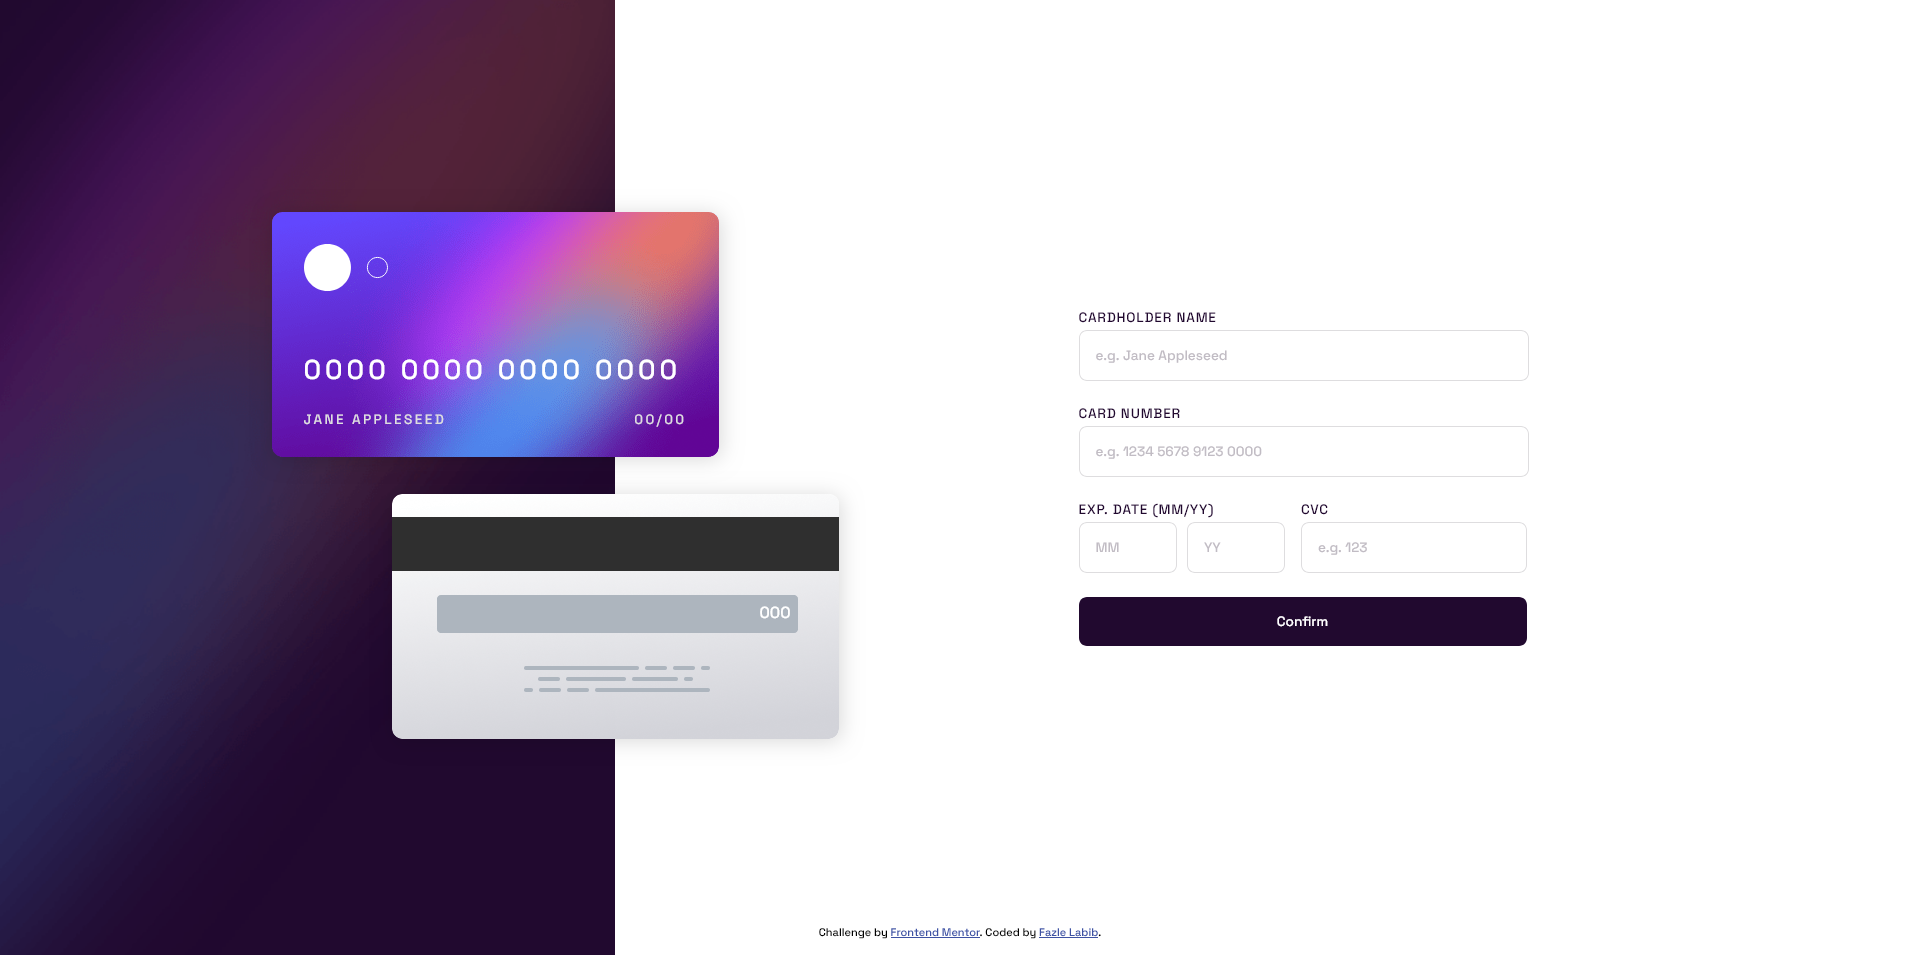 0000 0000 0000 0000
JANE APPLESEED 00/00
000
CARDHOLDER NAME
e.g. Jane Appleseed
CARD NUMBER
e.g. 1234 5678 9123 0000
EXP. DATE (MM/YY) CVC
MM YY e.g. 123
Confirm
Challenge by Frontend Mentor. Coded by Fazle Labib.